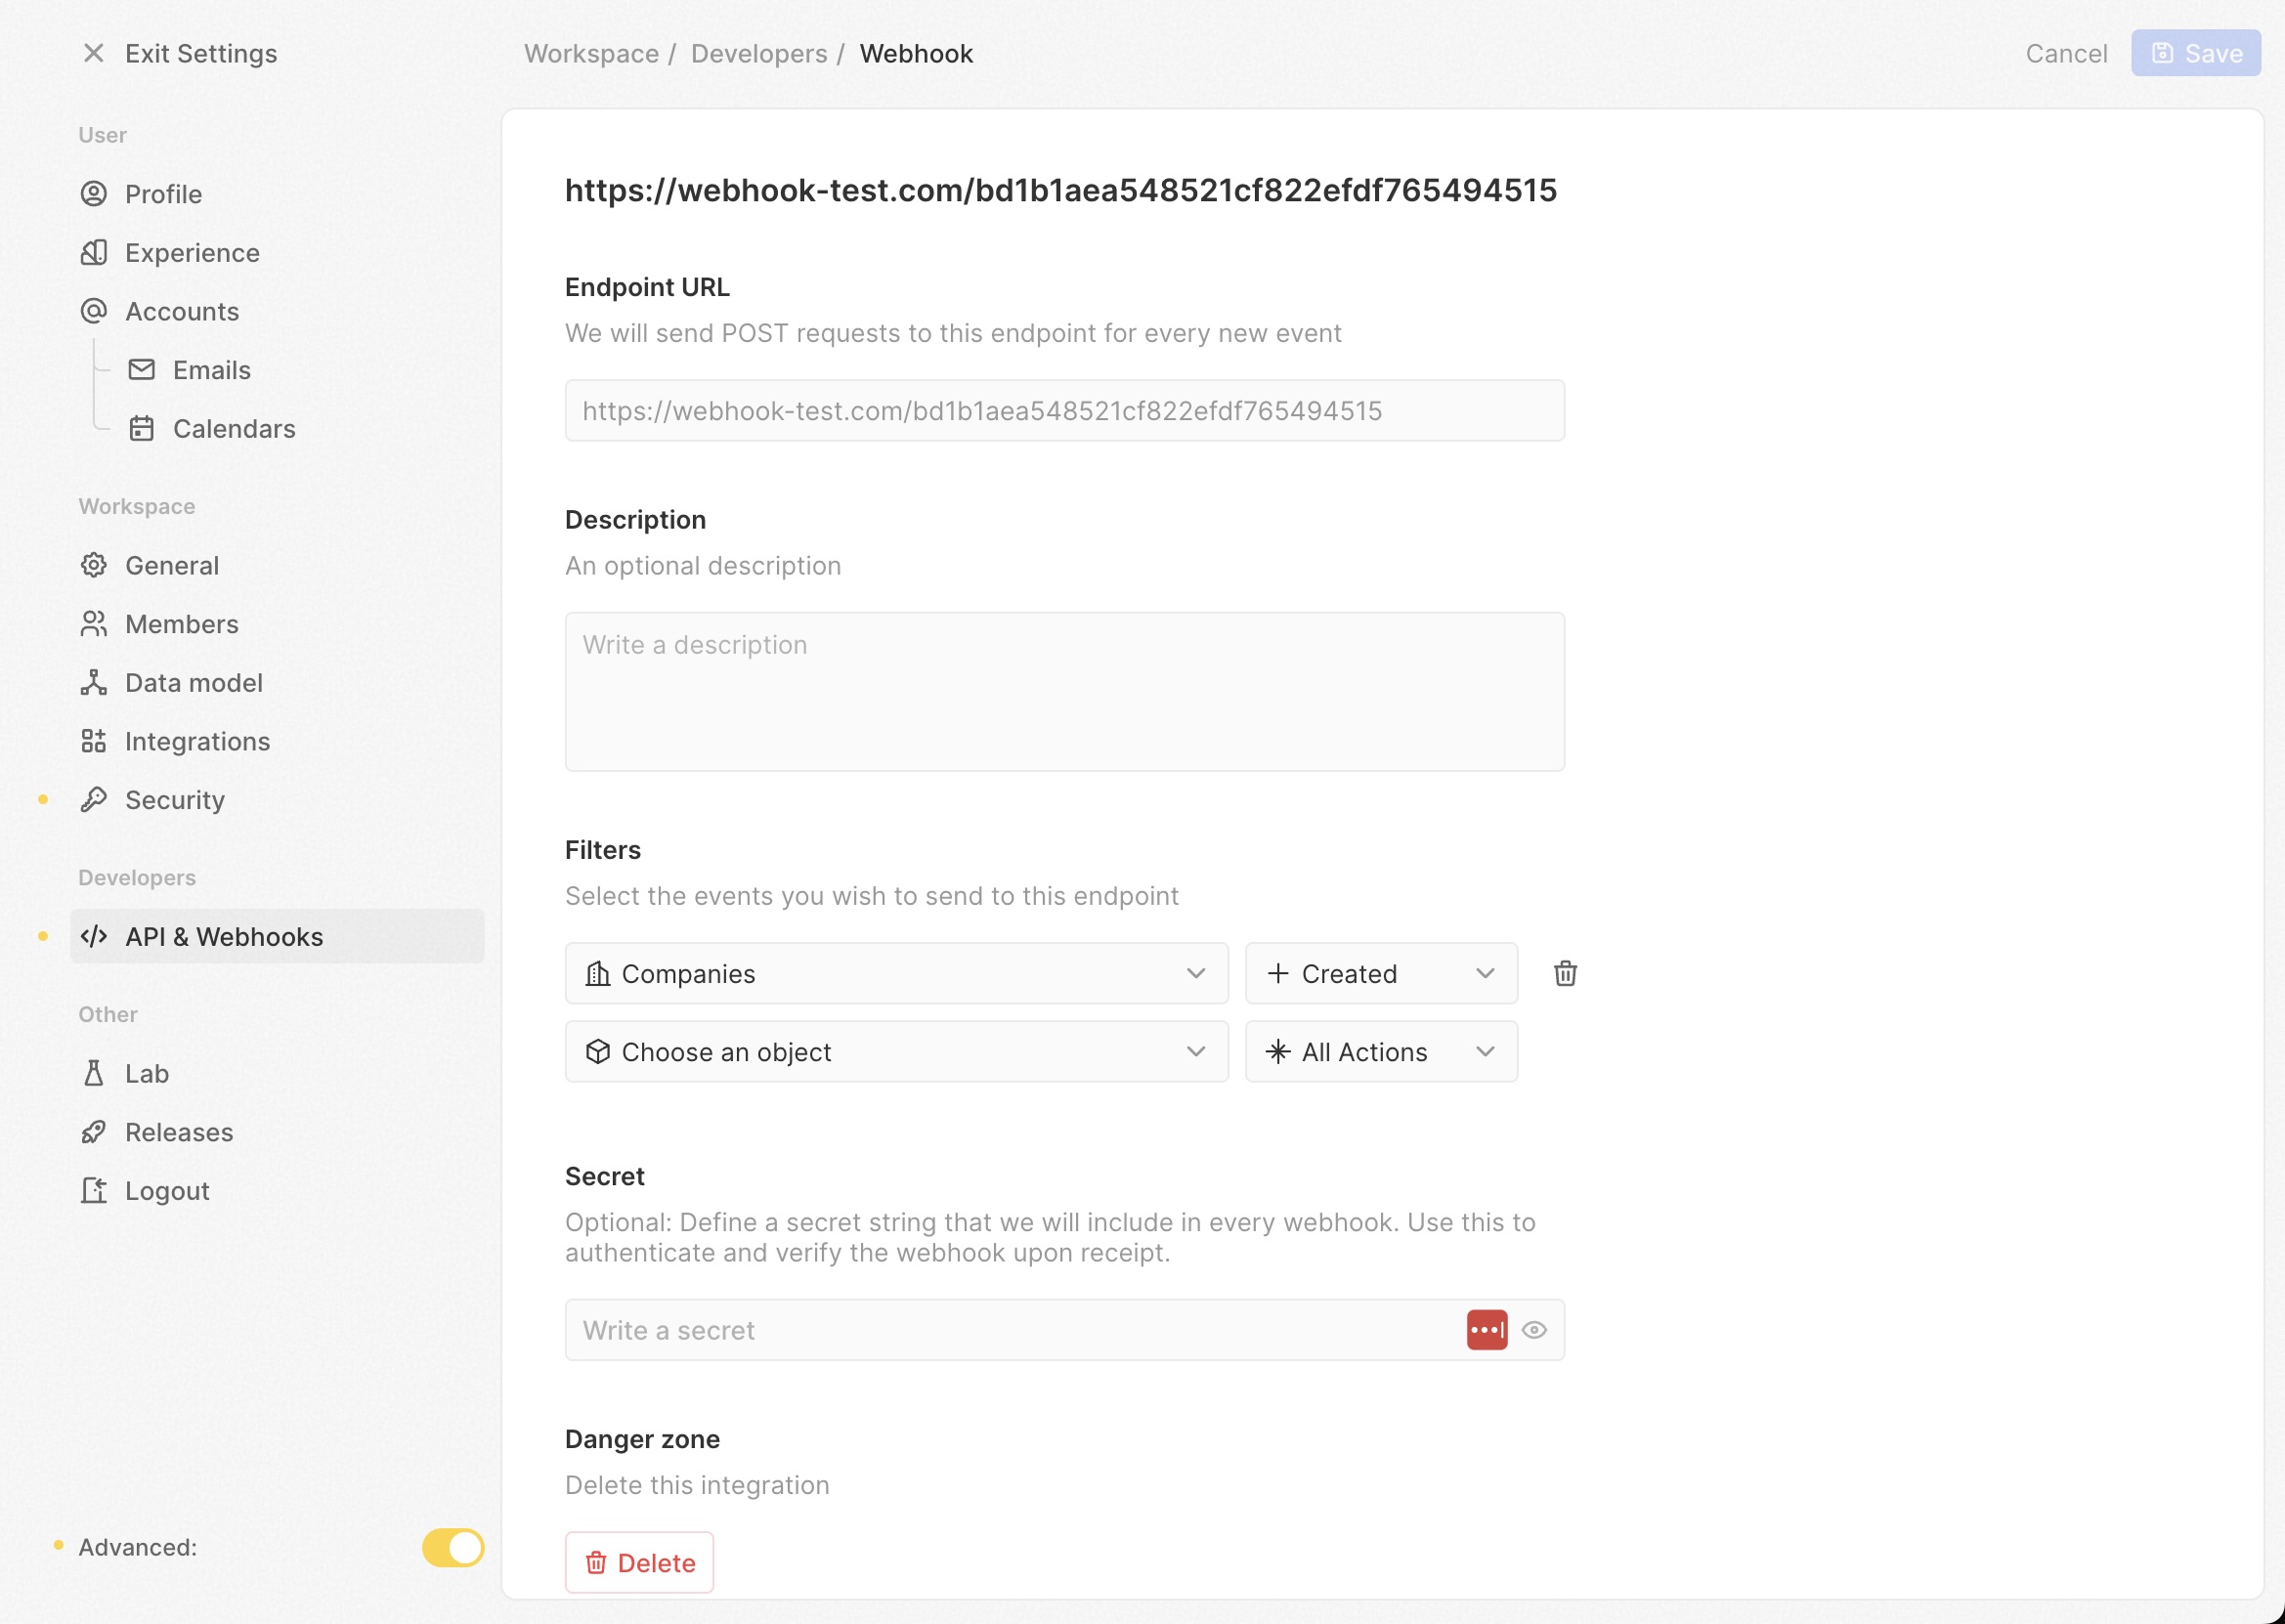 Exit Settings
User
Profile
Experience
Accounts
Emails
Calendars
Workspace
General
Members
Data model
Integrations
Security
Developers
API & Webhooks
Other
Lab
Releases
Logout
Advanced:
Workspace / Developers / Webhook
Cancel
Save
https://webhook-test.com/bd1b1aea548521cf822efdf765494515
Endpoint URL
We will send POST requests to this endpoint for every new event
https://webhook-test.com/bd1b1aea548521cf822efdf765494515
Description
An optional description
Write a description
Filters
Select the events you wish to send to this endpoint
Companies
Created
Choose an object
All Actions
Secret
Optional: Define a secret string that we will include in every webhook. Use this to
authenticate and verify the webhook upon receipt.
Write a secret
Danger zone
Delete this integration
Delete